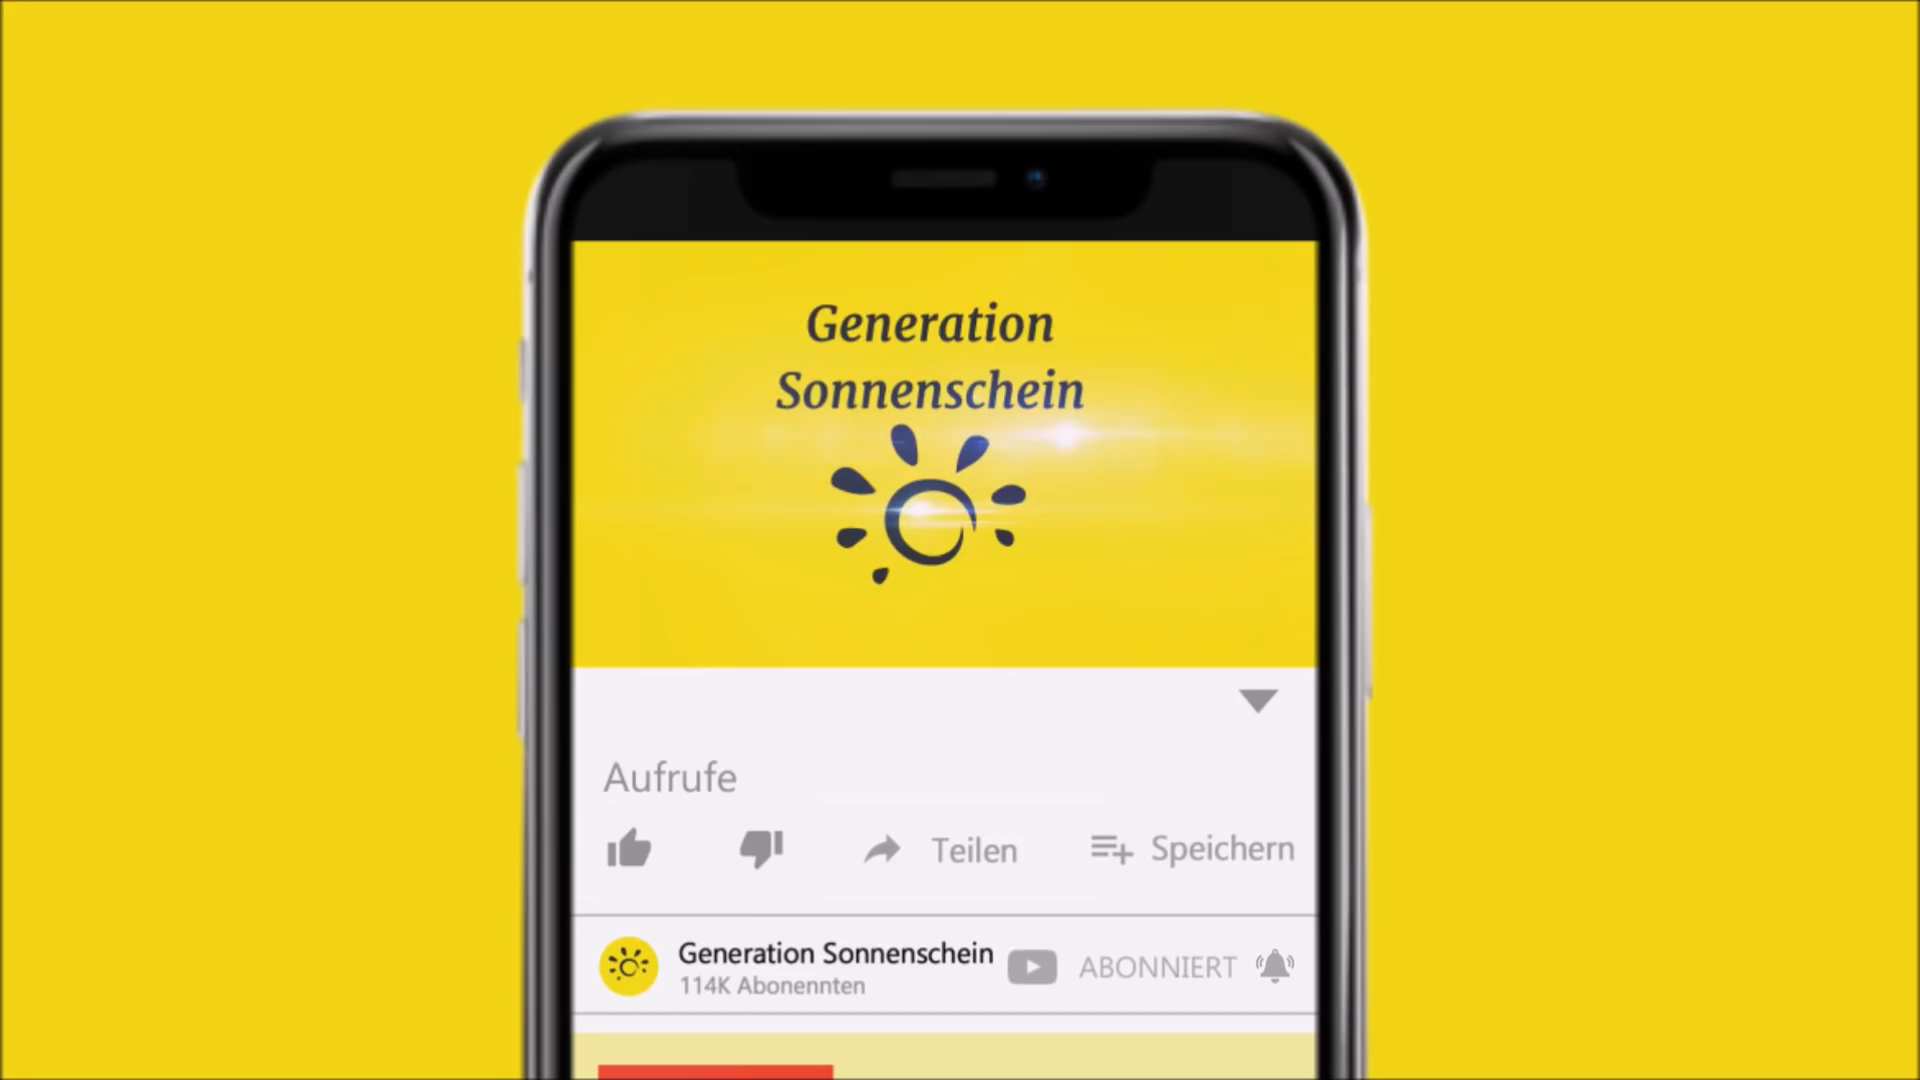 Generation
Sonnenschein
Aufrufe
Teilen
Speichern
Generation Sonnenschein
114K Abonennten
ABONNIERT